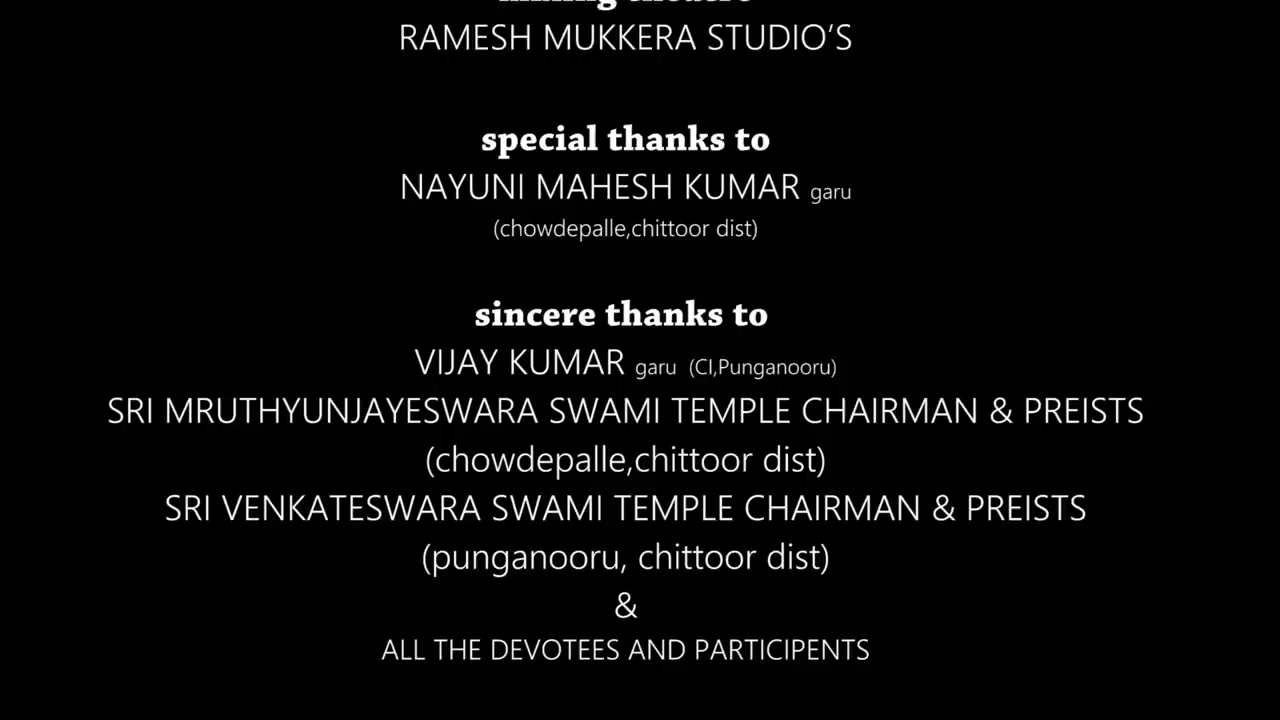 RAMESH MUKKERA STUDIO'S
special thanks to
NAYUNI MAHESH KUMAR garu
(chowdepalle,chittoor dist)
sincere thanks to
VIJAY KUMAR garu (CI,Punganooru)
SRI MRUTHYUNJAYESWARA SWAMI TEMPLE CHAIRMAN & PREISTS
(chowdepalle,chittoor dist)
SRI VENKATESWARA SWAMI TEMPLE CHAIRMAN & PREISTS
(punganooru, chittoor dist)
&
ALL THE DEVOTEES AND PARTICIPENTS